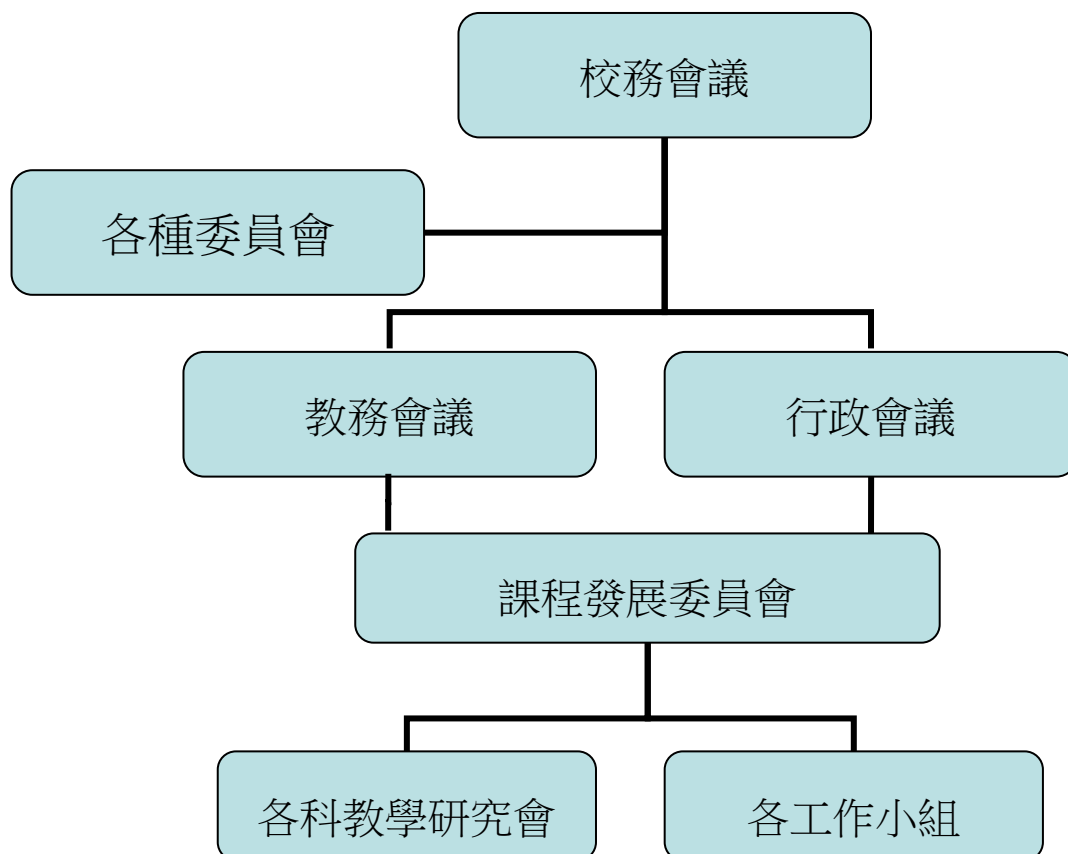 校務會議
各種委員會
教務會議
行政會議
課程發展委員會
各科教學研究會
各工作小組